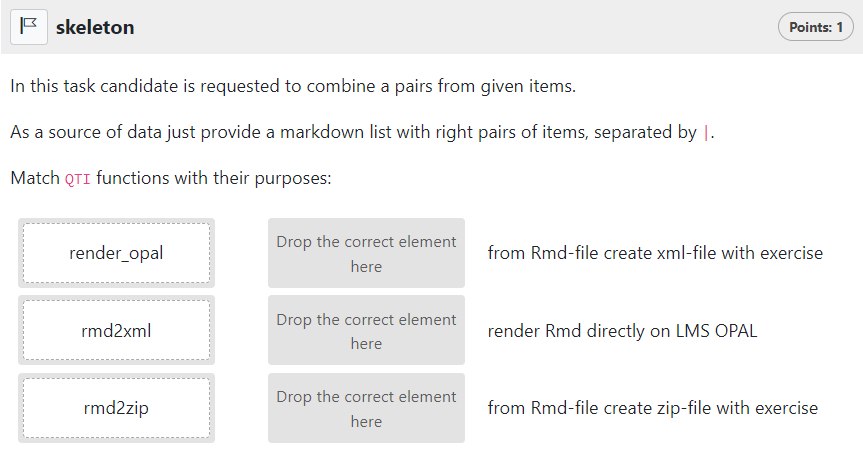 skeleton
Points: 1
In this task candidate is requested to combine a pairs from given items.
As a source of data just provide a markdown list with right pairs of items, separated by |.
Match QTI functions with their purposes:
render_opal
Drop the correct element
here
from Rmd-file create xml-file with exercise
rmd2xml
Drop the correct element
here
render Rmd directly on LMS OPAL
rmd2zip
Drop the correct element
here
from Rmd-file create zip-file with exercise